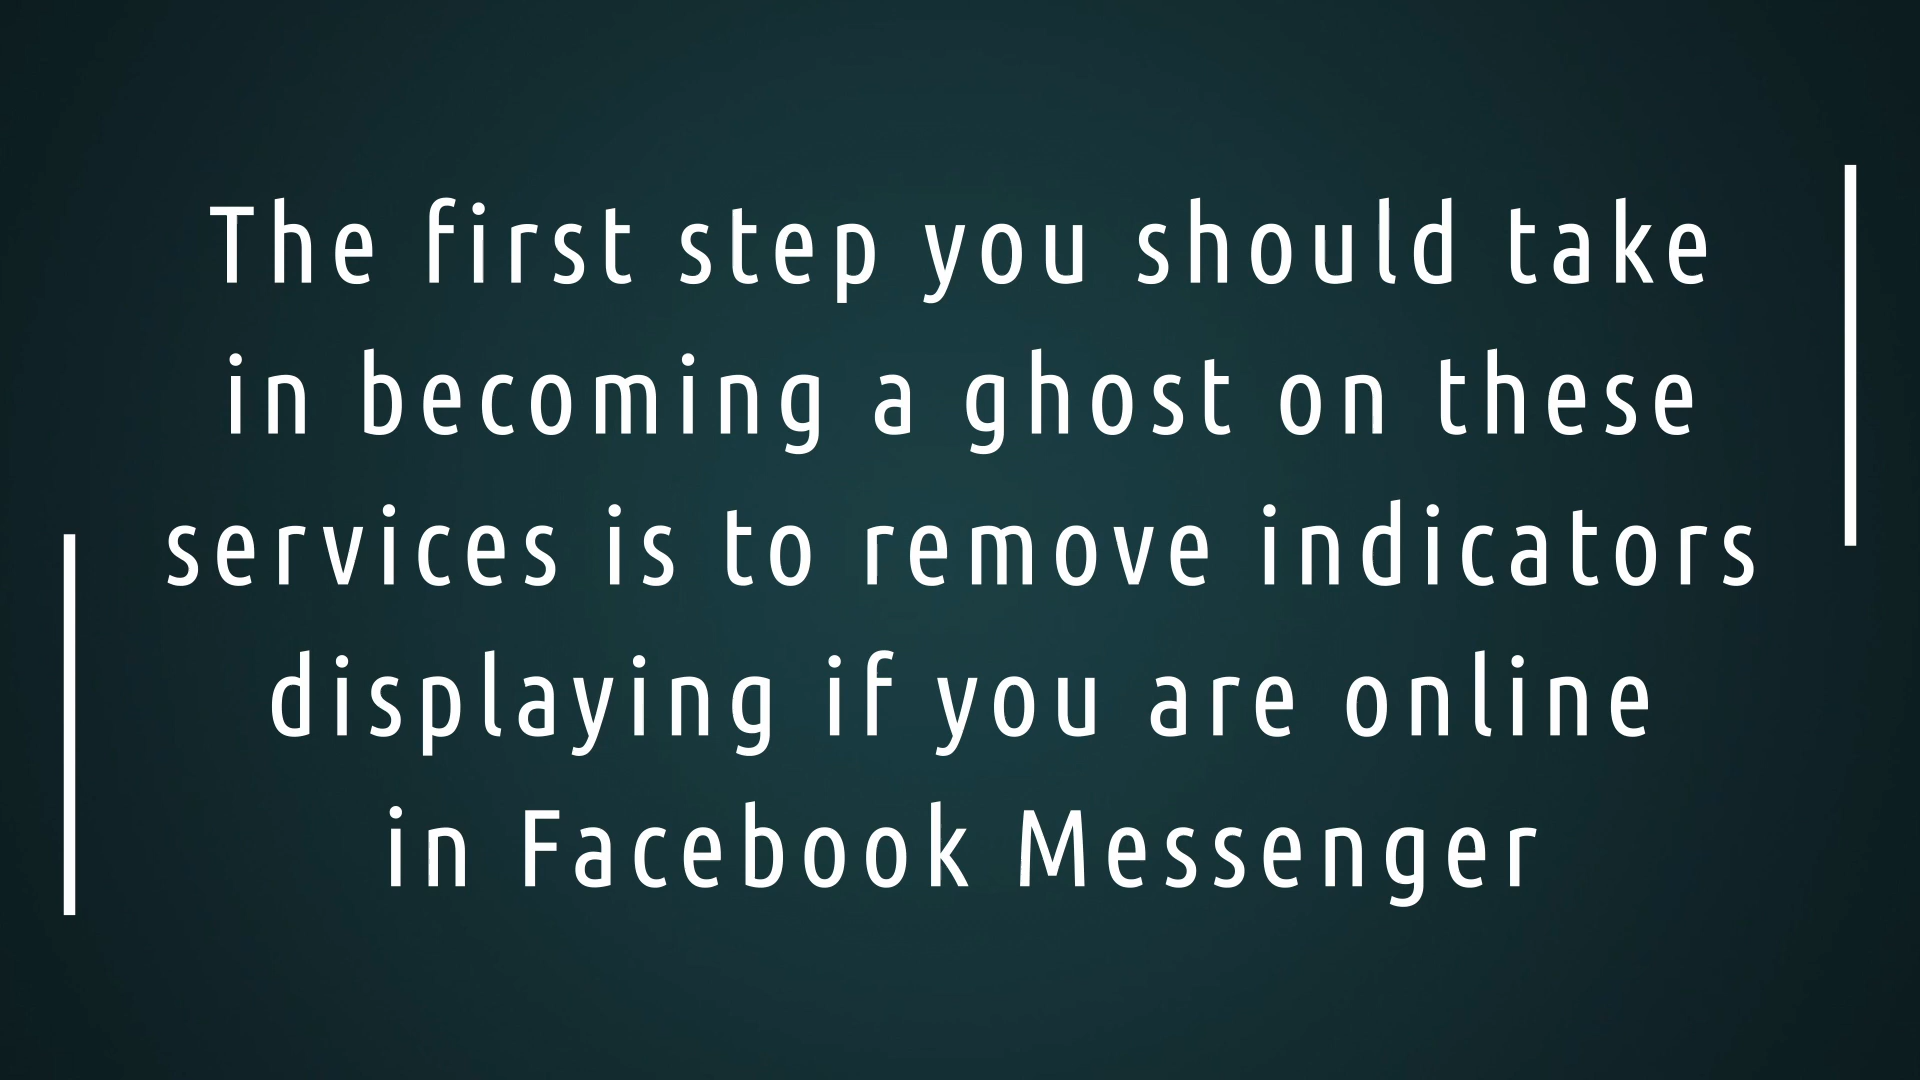 The first step you should take
in becoming a ghost on these
services is to remove indicators
displaying if you are online
in Facebook Messenger